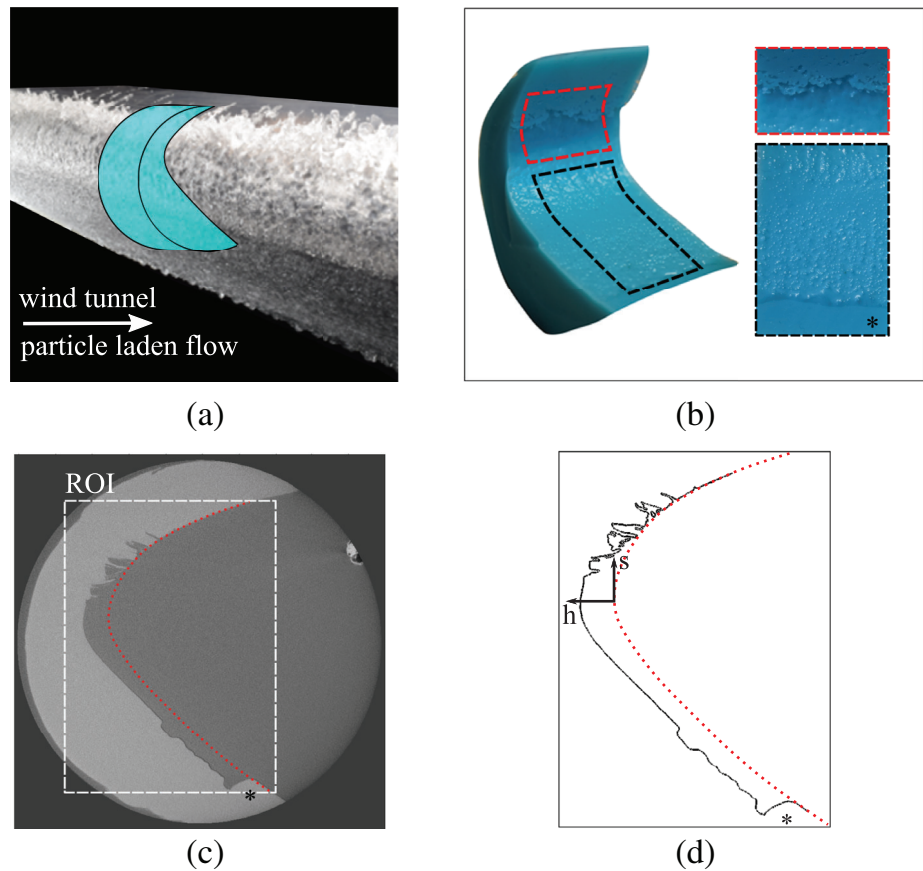 wind tunnel
particle laden flow
*
(a)
(b)
ROI
*
(c)
s
h
*
(d)